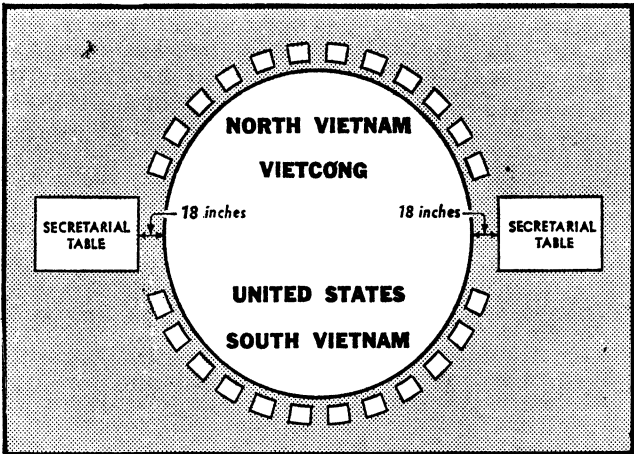 NORTH VIETNAM
VIETCONG
18 inches
18 inches
SECRETARIAL
TABLE
SECRETARIAL
TABLE
UNITED STATES
SOUTH VIETNAM